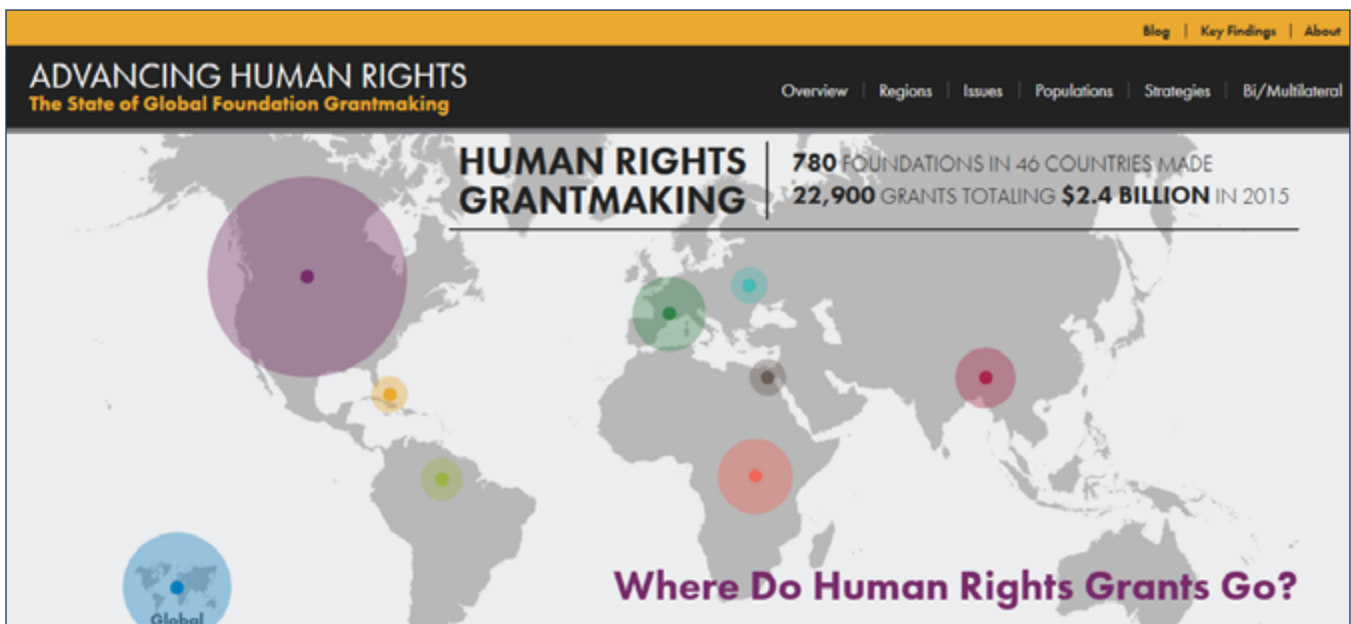 Blog | Key Findings | About
ADVANCING HUMAN RIGHTS
The State of Global Foundation Grantmaking
Overview | Regions | Issues | Populations | Strategies | Bi/Multilateral
HUMAN RIGHTS
GRANTMAKING
780 FOUNDATIONS IN 46 COUNTRIES MADE
22,900 GRANTS TOTALING $2.4 BILLION IN 2015
Where Do Human Rights Grants Go?
Global